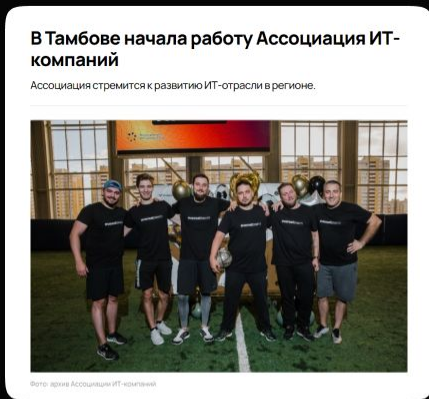 В Тамбове начала работу Ассоциация ИТ-
компаний
Ассоциация стремится к развитию ИТ-отрасли в регионе.
Фото: архив Ассоциации ИТ-компаний